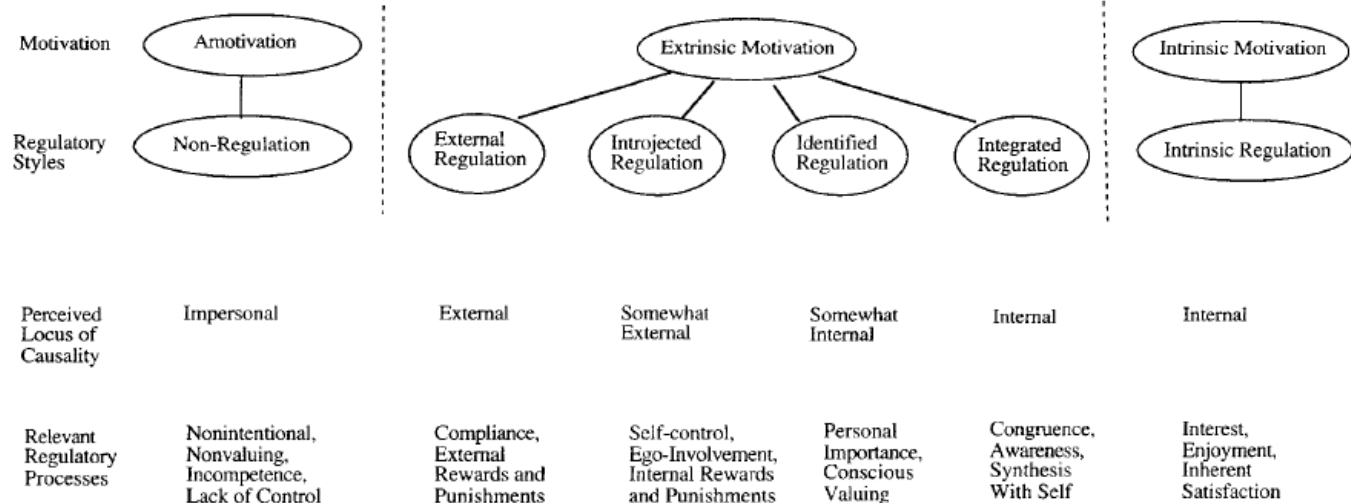 Motivation
Amotivation
Extrinsic Motivation
Intrinsic Motivation
Regulatory
Styles
Non-Regulation
External
Regulation
Introjected
Regulation
Identified
Regulation
Integrated
Regulation
Intrinsic Regulation
Perceived
Locus of
Causality
Impersonal
External
Somewhat
External
Somewhat
Internal
Internal
Internal
Relevant
Regulatory
Processes
Nonintentional,
Nonvaluing,
Incompetence,
Lack of Control
Compliance,
External
Rewards and
Punishments
Self-control,
Ego-Involvement,
Internal Rewards
and Punishments
Personal
Importance,
Conscious
Valuing
Congruence,
Awareness,
Synthesis
With Self
Interest,
Enjoyment,
Inherent
Satisfaction